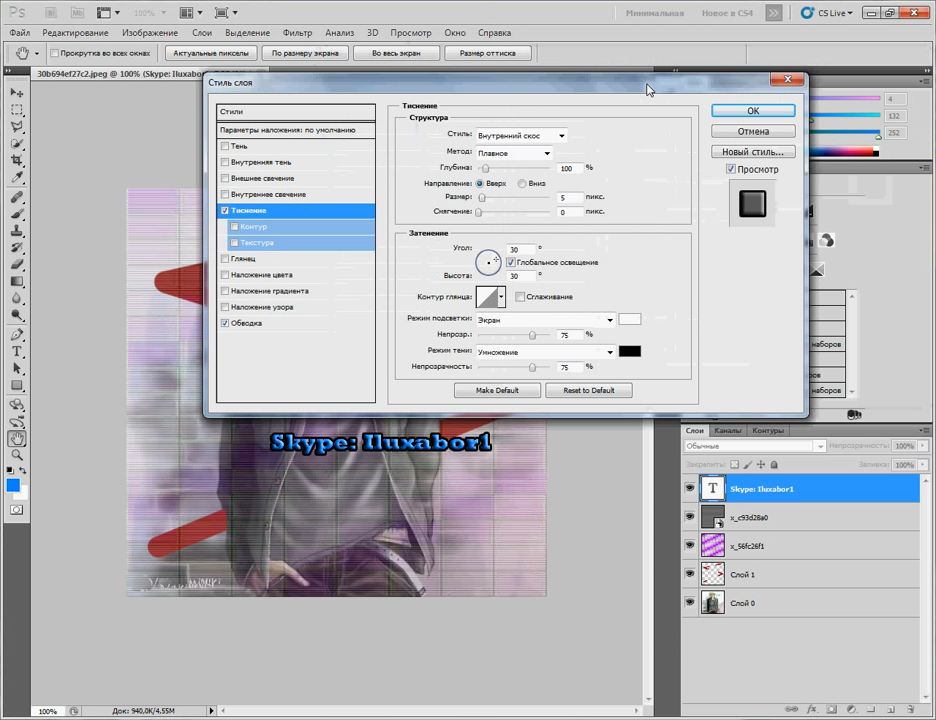 Ps Br Mb 100% Минимальная Новое в CS4 >> CS Live
Файл Редактирование Изображение Слои Выделение Фильтр Анализ 3D Просмотр Окно Справка
Прокрутка во всех окнах Актуальные пикселы По размеру экрана Во весь экран Размер оттиска
30b694ef27c2.jpeg @ 100% (Skype: Iluxabor1
Стиль слоя
Стили
Параметры наложения: по умолчанию
Тень
Внутренняя тень
Внешнее свечение
Внутреннее свечение
Тиснение
Контур
Текстура
Глянец
Наложение цвета
Наложение градиента
Наложение узора
Обводка
Тиснение
Структура
Стиль: Внутренний скос
Метод: Плавное
Глубина: 100 %
Направление: Вверх Вниз
Размер: 5 пикс.
Смягчение: 0 пикс.
Затенение
Угол: 30 °
Глобальное освещение
Высота: 30 °
Контур глянца: Сглаживание
Режим подсветки: Экран
Непрозр.: 75 %
Режим тени: Умножение
Непрозрачность: 75 %
Make Default Reset to Default
OK
Отмена
Новый стиль...
Просмотр
4
132
252
наборов
ов
наборов
Skype: Iluxabor1
Слои Каналы Контуры
Обычные Непрозрачность: 100%
Закрепить: Заливка: 100%
T Skype: Iluxabor1
x_c93d28a0
x_56fc26f1
Слой 1
Слой 0
100% Док: 940,0K/4,55M